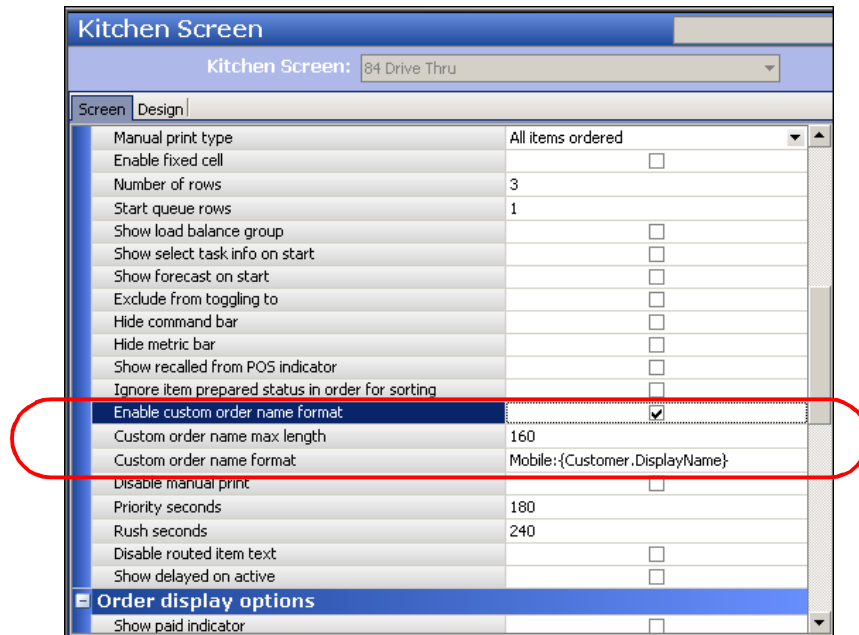 Kitchen Screen
Kitchen Screen: 84 Drive Thru
Screen Design
Manual print type All items ordered
Enable fixed cell
Number of rows 3
Start queue rows 1
Show load balance group
Show select task info on start
Show forecast on start
Exclude from toggling to
Hide command bar
Hide metric bar
Show recalled from POS indicator
Ignore item prepared status in order for sorting
Enable custom order name format
Custom order name max length 160
Custom order name format Mobile:{Customer.DisplayName}
Disable manual print
Priority seconds 180
Rush seconds 240
Disable routed item text
Show delayed on active
Order display options
Show paid indicator